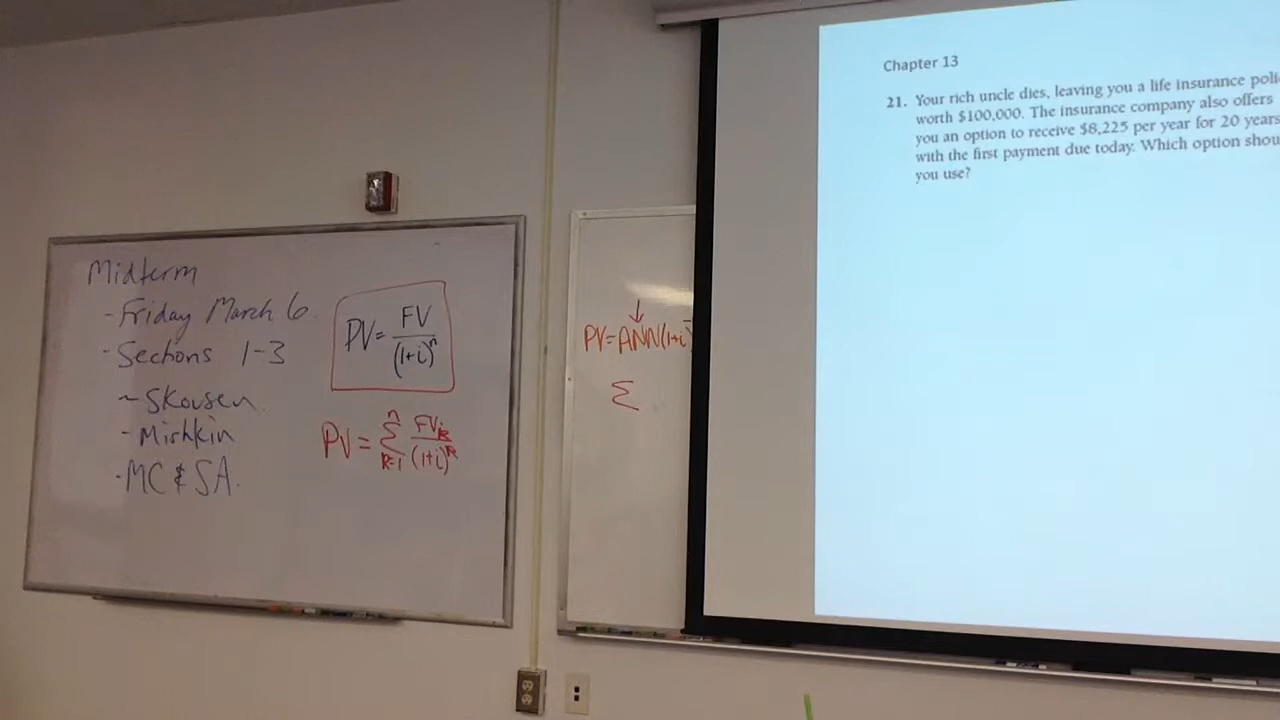 Midterm
- Friday March 6.
- Sections 1-3
~ Skousen
- Mishkin
· MC & SA.
PV = FV / (1+i)^n
PV = Σ_{k=1}^{n} FV_k / (1+i)^k
↓
PV=ANN(1+i
Σ
Chapter 13
21. Your rich uncle dies, leaving you a life insurance poli
worth $100,000. The insurance company also offers
you an option to receive $8,225 per year for 20 years
with the first payment due today. Which option shou
you use?